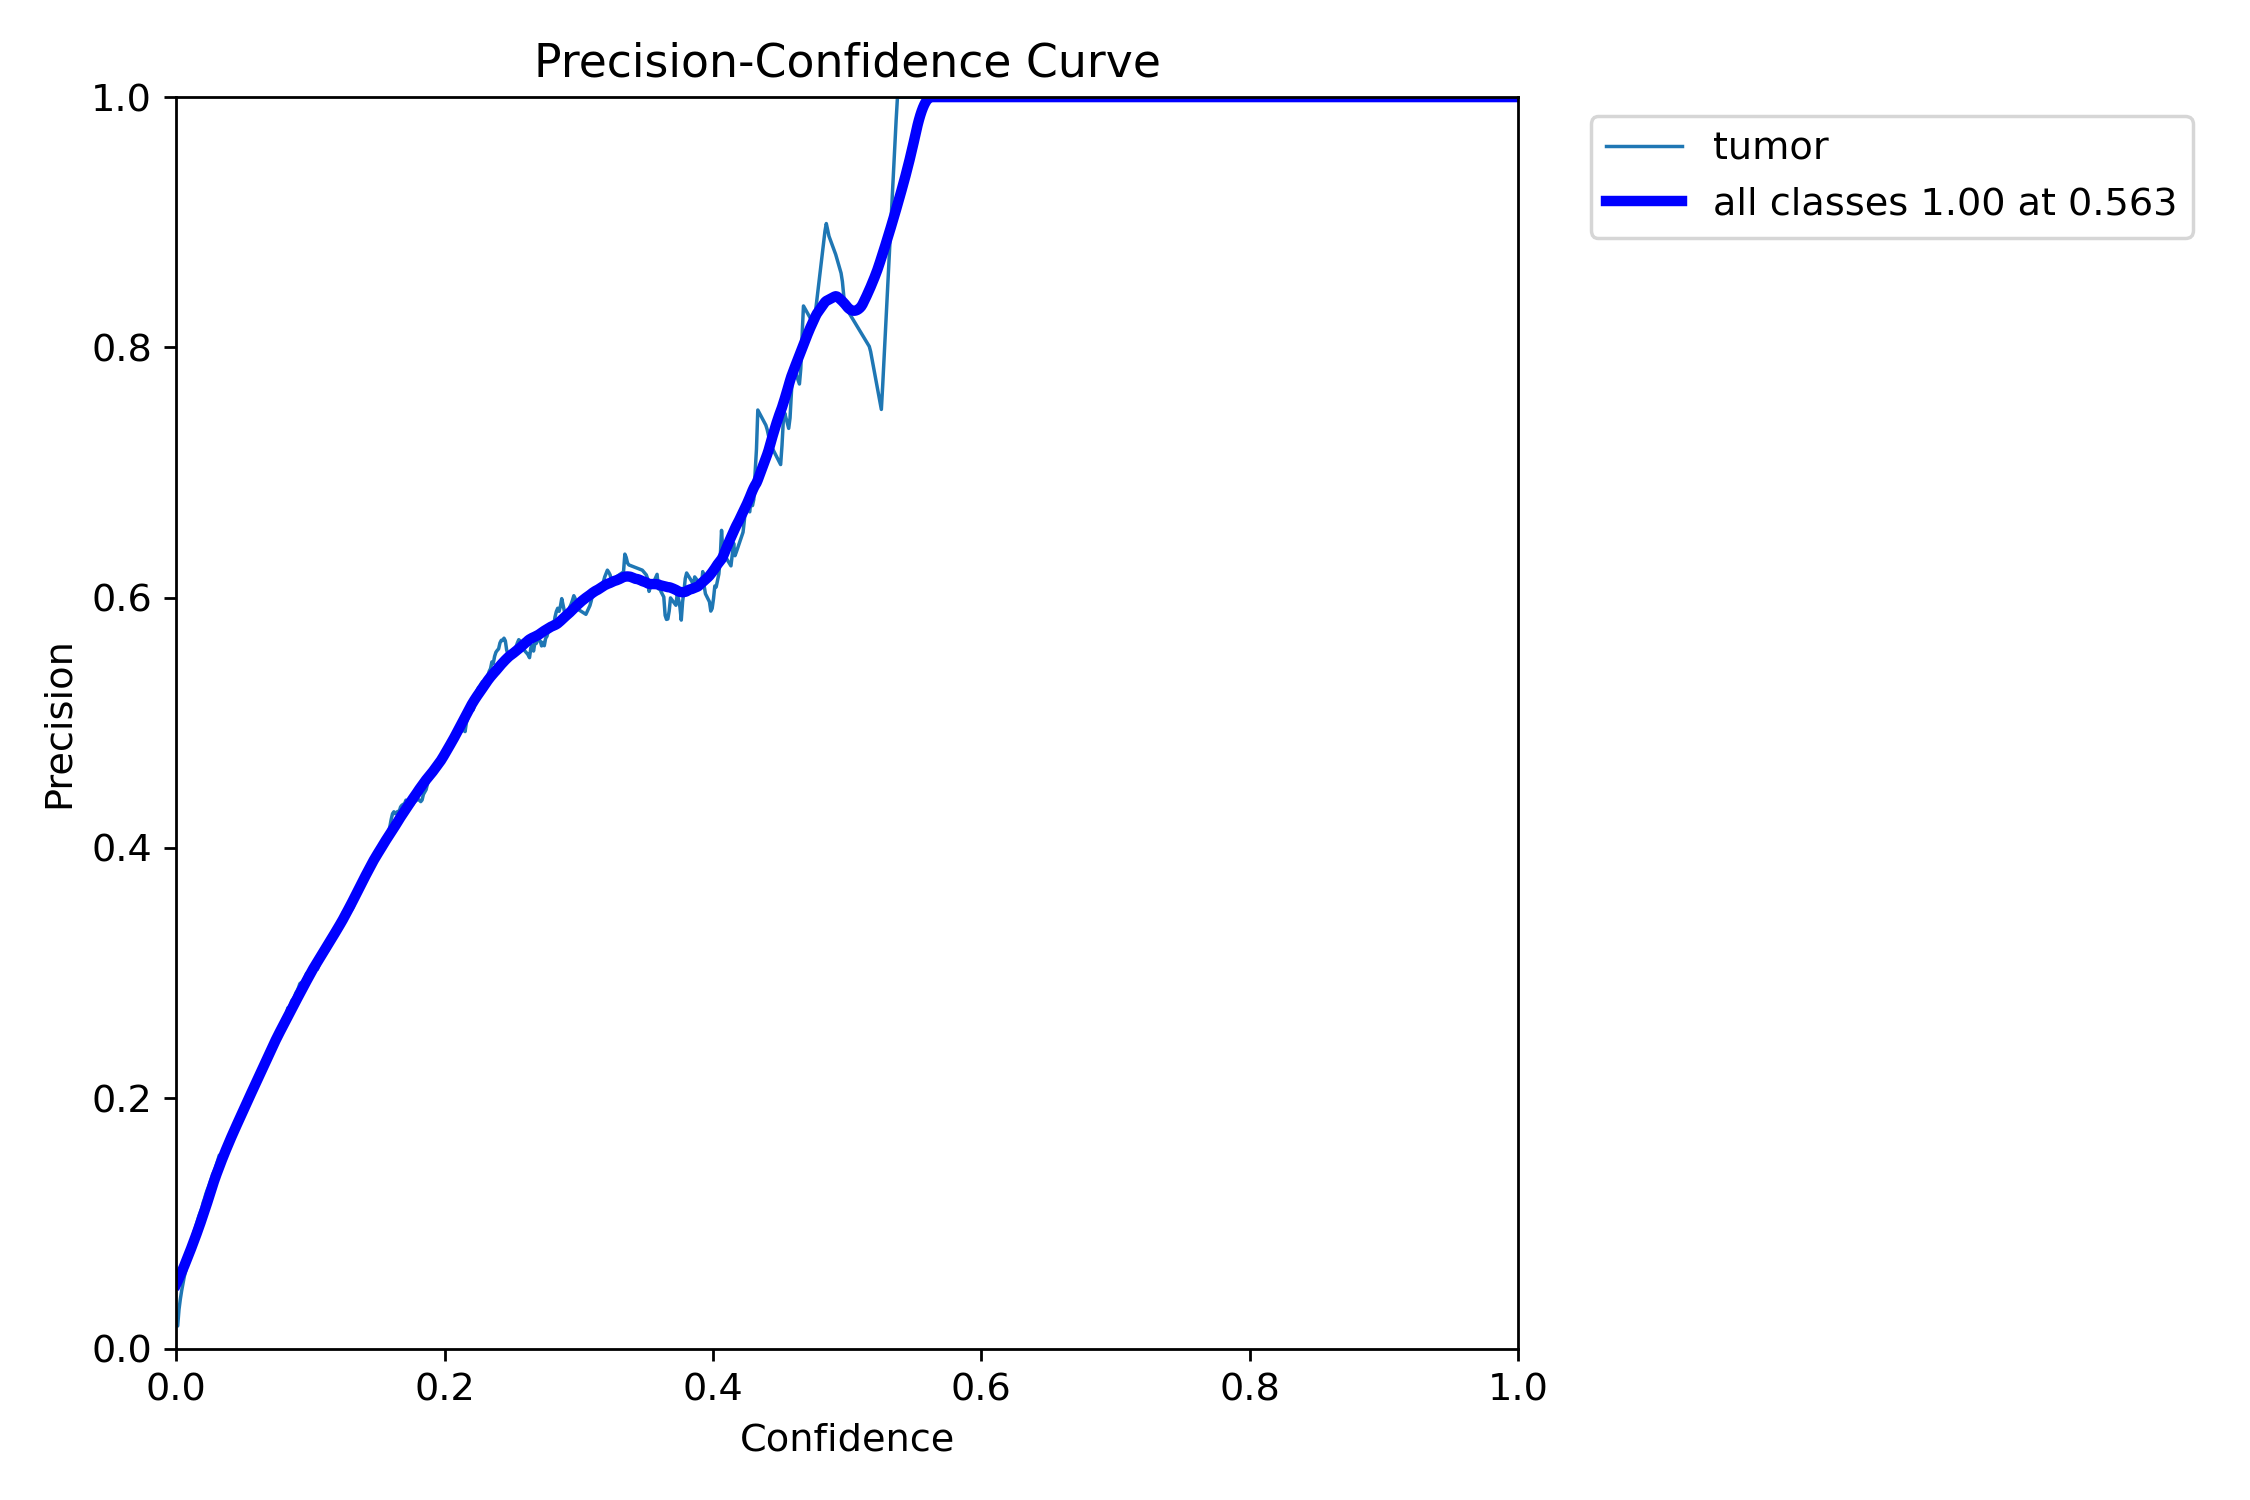 Precision-Confidence Curve
1.0
0.8
0.6
0.4
0.2
0.0
Precision
0.0 0.2 0.4 0.6 0.8 1.0
Confidence
tumor
all classes 1.00 at 0.563